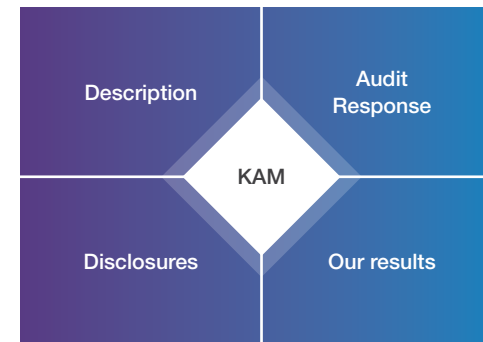 Description
Audit
Response
KAM
Disclosures
Our results